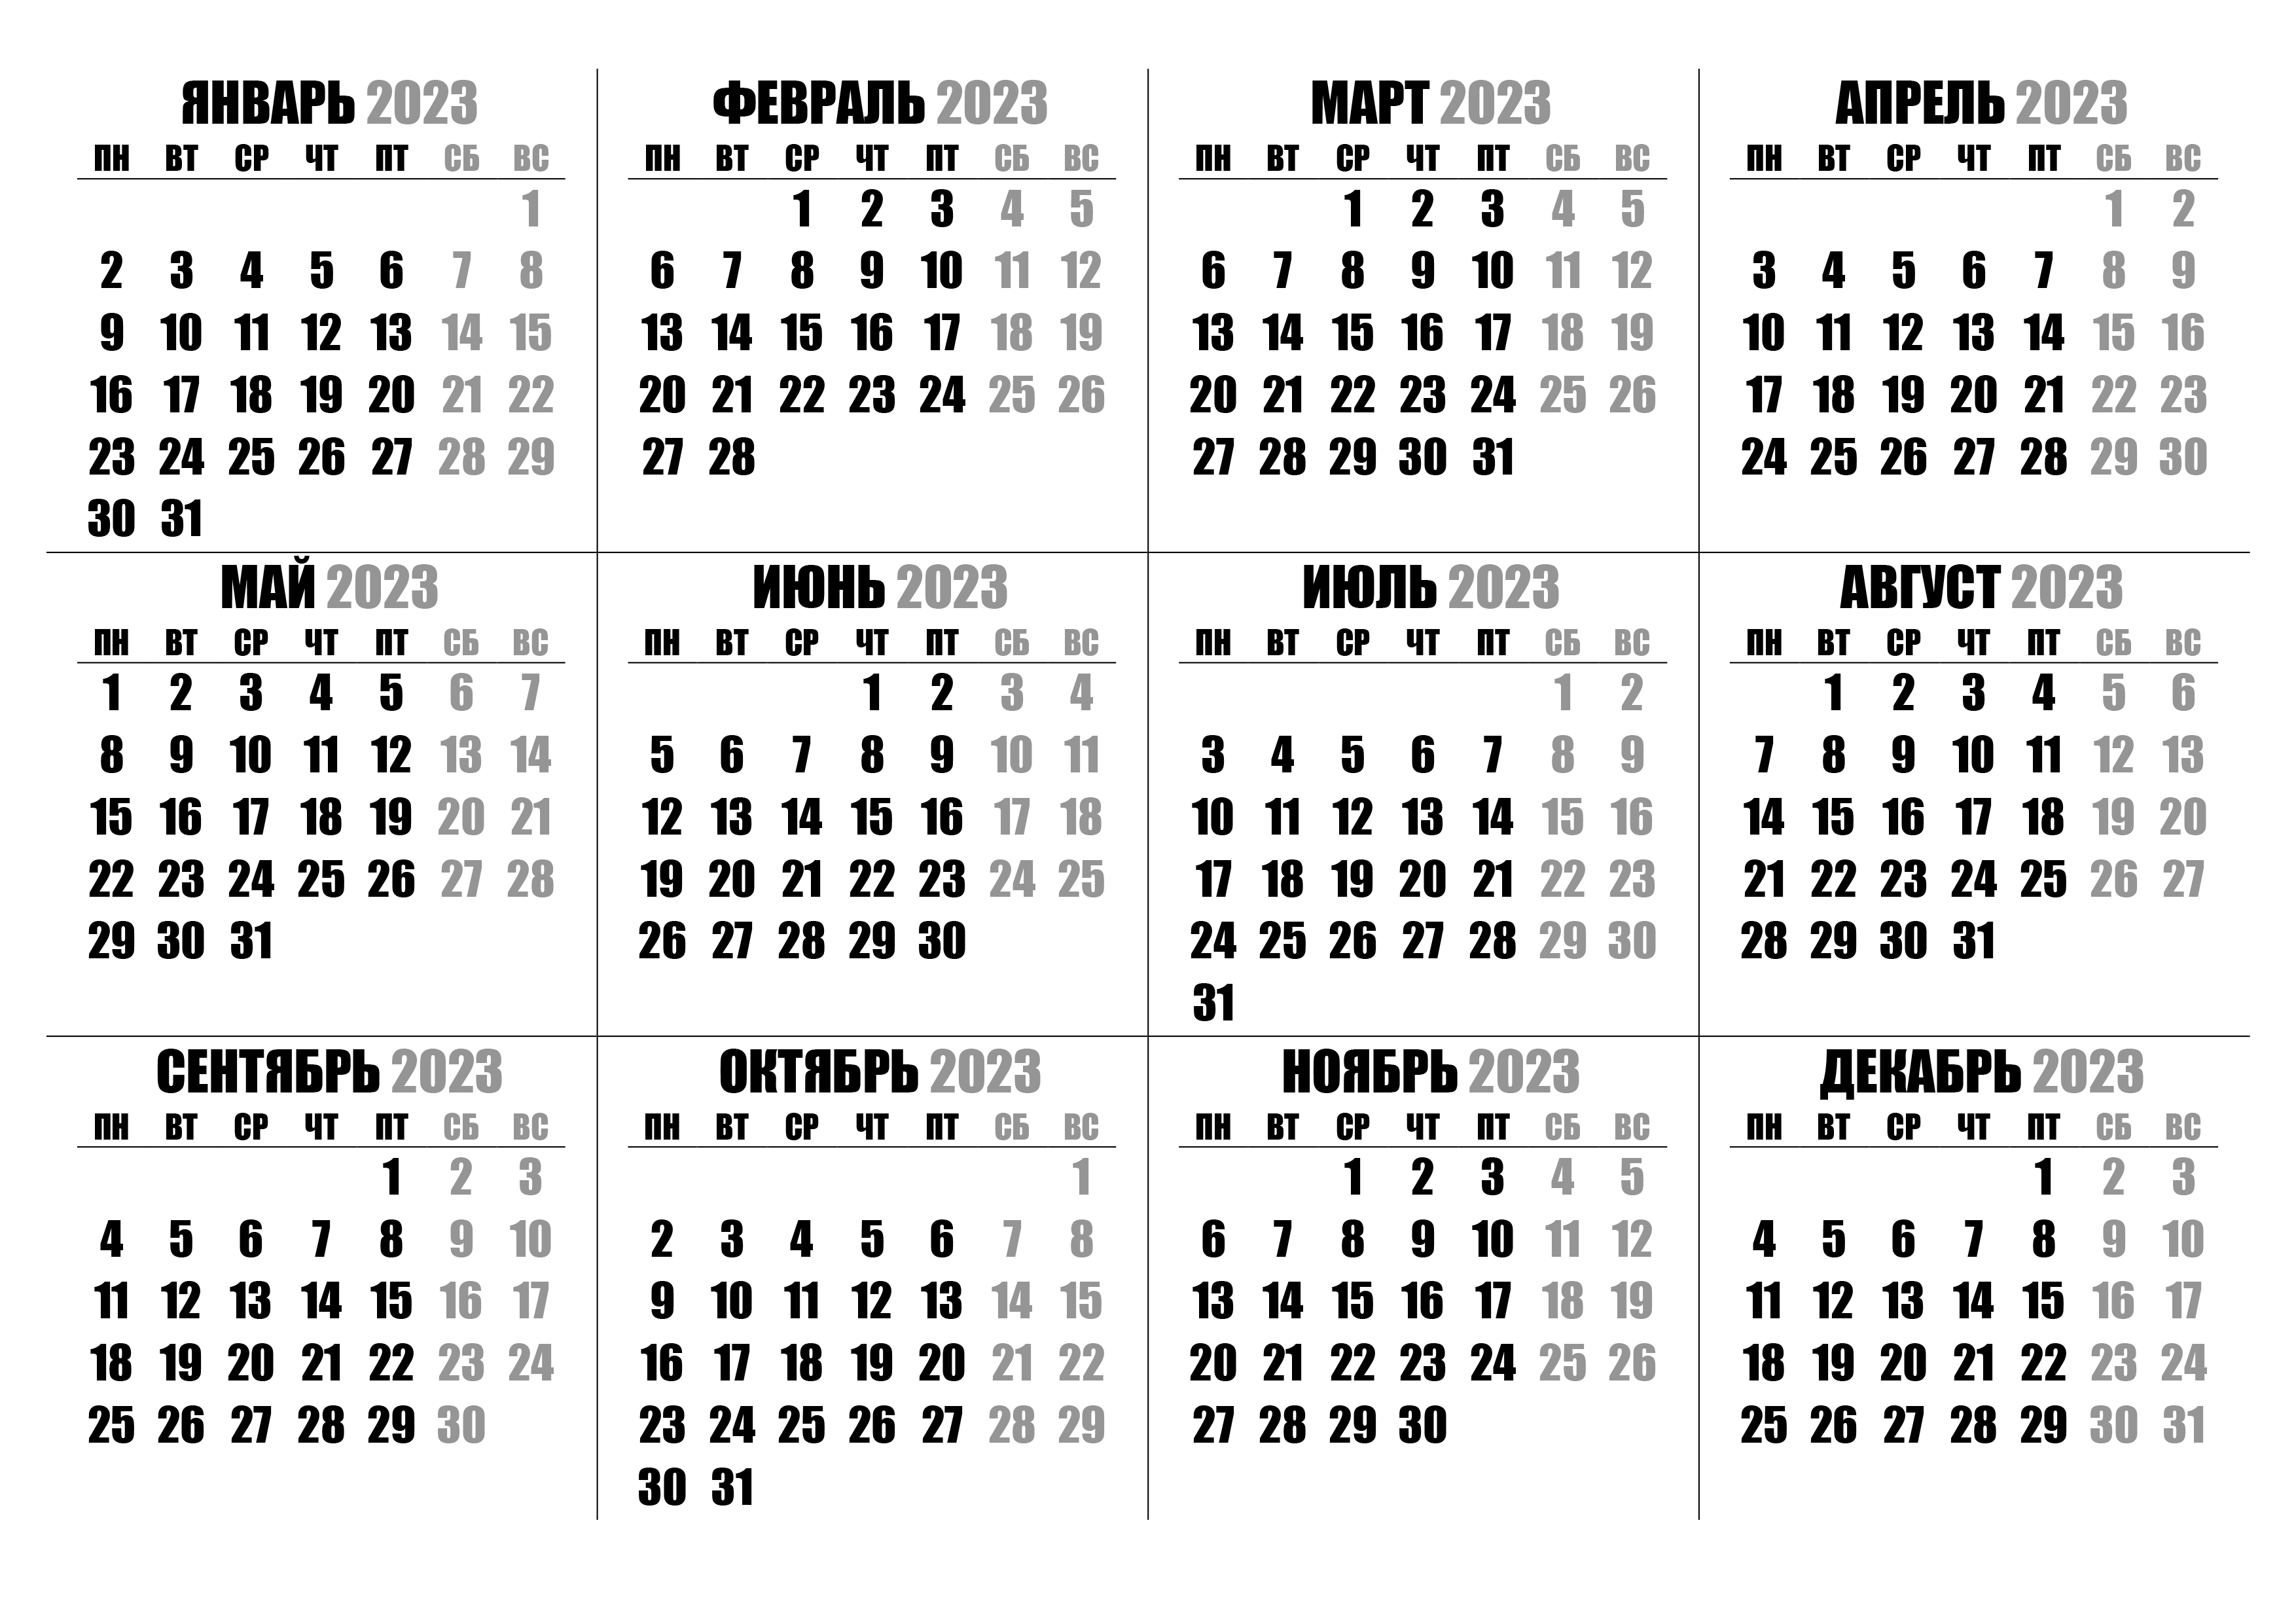 ЯНВАРЬ 2023
ПН ВТ СР ЧТ ПТ СБ ВС
1
2 3 4 5 6 7 8
9 10 11 12 13 14 15
16 17 18 19 20 21 22
23 24 25 26 27 28 29
30 31
ФЕВРАЛЬ 2023
ПН ВТ СР ЧТ ПТ СБ ВС
1 2 3 4 5
6 7 8 9 10 11 12
13 14 15 16 17 18 19
20 21 22 23 24 25 26
27 28
МАРТ 2023
ПН ВТ СР ЧТ ПТ СБ ВС
1 2 3 4 5
6 7 8 9 10 11 12
13 14 15 16 17 18 19
20 21 22 23 24 25 26
27 28 29 30 31
АПРЕЛЬ 2023
ПН ВТ СР ЧТ ПТ СБ ВС
1 2
3 4 5 6 7 8 9
10 11 12 13 14 15 16
17 18 19 20 21 22 23
24 25 26 27 28 29 30
МАЙ 2023
ПН ВТ СР ЧТ ПТ СБ ВС
1 2 3 4 5 6 7
8 9 10 11 12 13 14
15 16 17 18 19 20 21
22 23 24 25 26 27 28
29 30 31
ИЮНЬ 2023
ПН ВТ СР ЧТ ПТ СБ ВС
1 2 3 4
5 6 7 8 9 10 11
12 13 14 15 16 17 18
19 20 21 22 23 24 25
26 27 28 29 30
ИЮЛЬ 2023
ПН ВТ СР ЧТ ПТ СБ ВС
1 2
3 4 5 6 7 8 9
10 11 12 13 14 15 16
17 18 19 20 21 22 23
24 25 26 27 28 29 30
31
АВГУСТ 2023
ПН ВТ СР ЧТ ПТ СБ ВС
1 2 3 4 5 6
7 8 9 10 11 12 13
14 15 16 17 18 19 20
21 22 23 24 25 26 27
28 29 30 31
СЕНТЯБРЬ 2023
ПН ВТ СР ЧТ ПТ СБ ВС
1 2 3
4 5 6 7 8 9 10
11 12 13 14 15 16 17
18 19 20 21 22 23 24
25 26 27 28 29 30
ОКТЯБРЬ 2023
ПН ВТ СР ЧТ ПТ СБ ВС
1
2 3 4 5 6 7 8
9 10 11 12 13 14 15
16 17 18 19 20 21 22
23 24 25 26 27 28 29
30 31
НОЯБРЬ 2023
ПН ВТ СР ЧТ ПТ СБ ВС
1 2 3 4 5
6 7 8 9 10 11 12
13 14 15 16 17 18 19
20 21 22 23 24 25 26
27 28 29 30
ДЕКАБРЬ 2023
ПН ВТ СР ЧТ ПТ СБ ВС
1 2 3
4 5 6 7 8 9 10
11 12 13 14 15 16 17
18 19 20 21 22 23 24
25 26 27 28 29 30 31